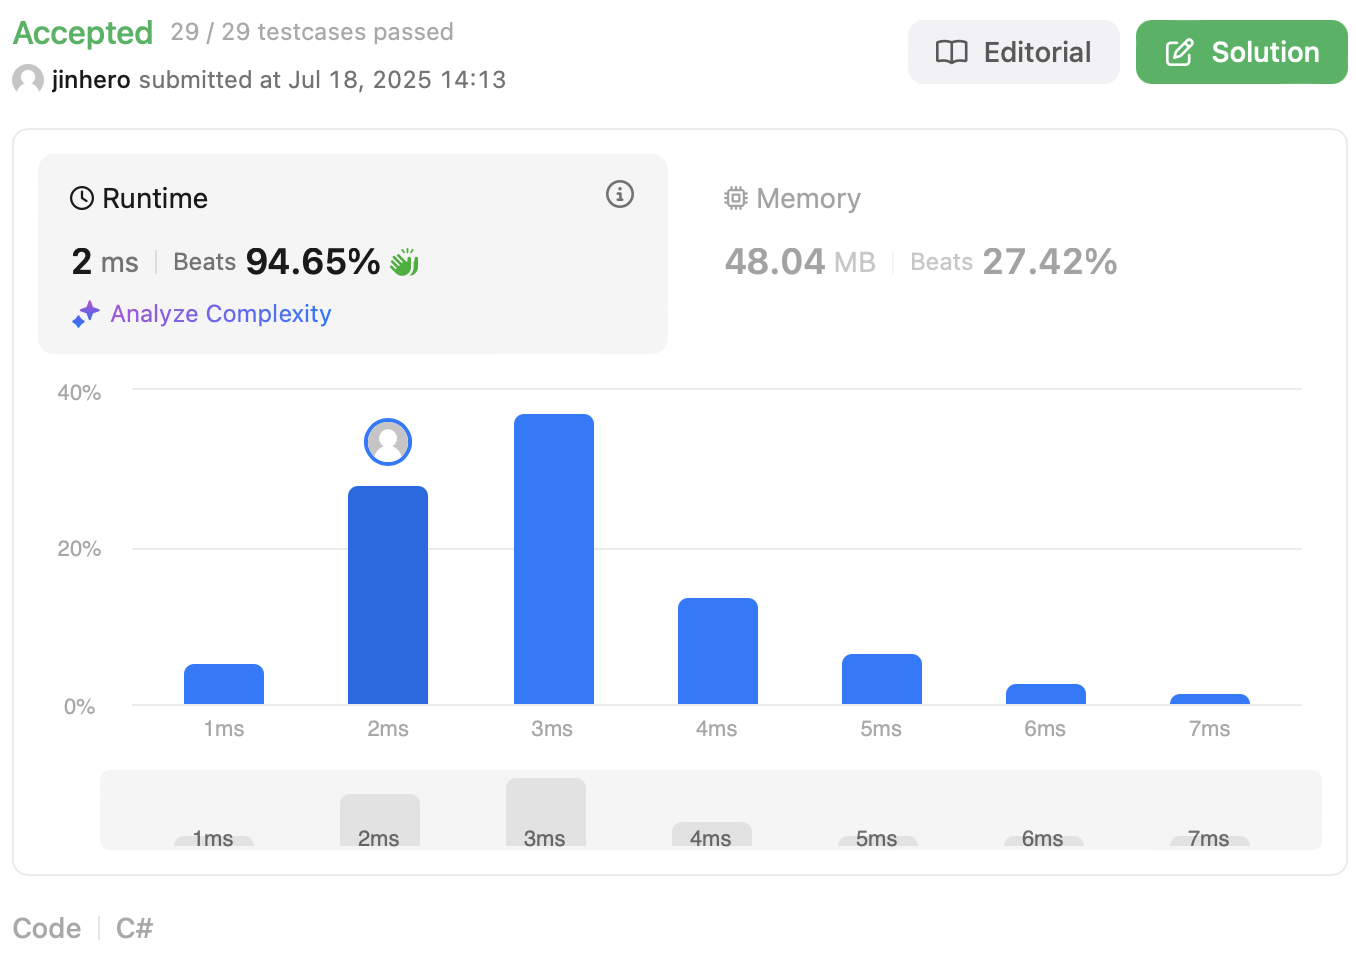 Accepted 29 / 29 testcases passed
Editorial
Solution
jinhero submitted at Jul 18, 2025 14:13
Runtime
2 ms Beats 94.65%
Analyze Complexity
Memory
48.04 MB Beats 27.42%
40%
20%
0%
1ms 2ms 3ms 4ms 5ms 6ms 7ms
1ms 2ms 3ms 4ms 5ms 6ms 7ms
Code C#